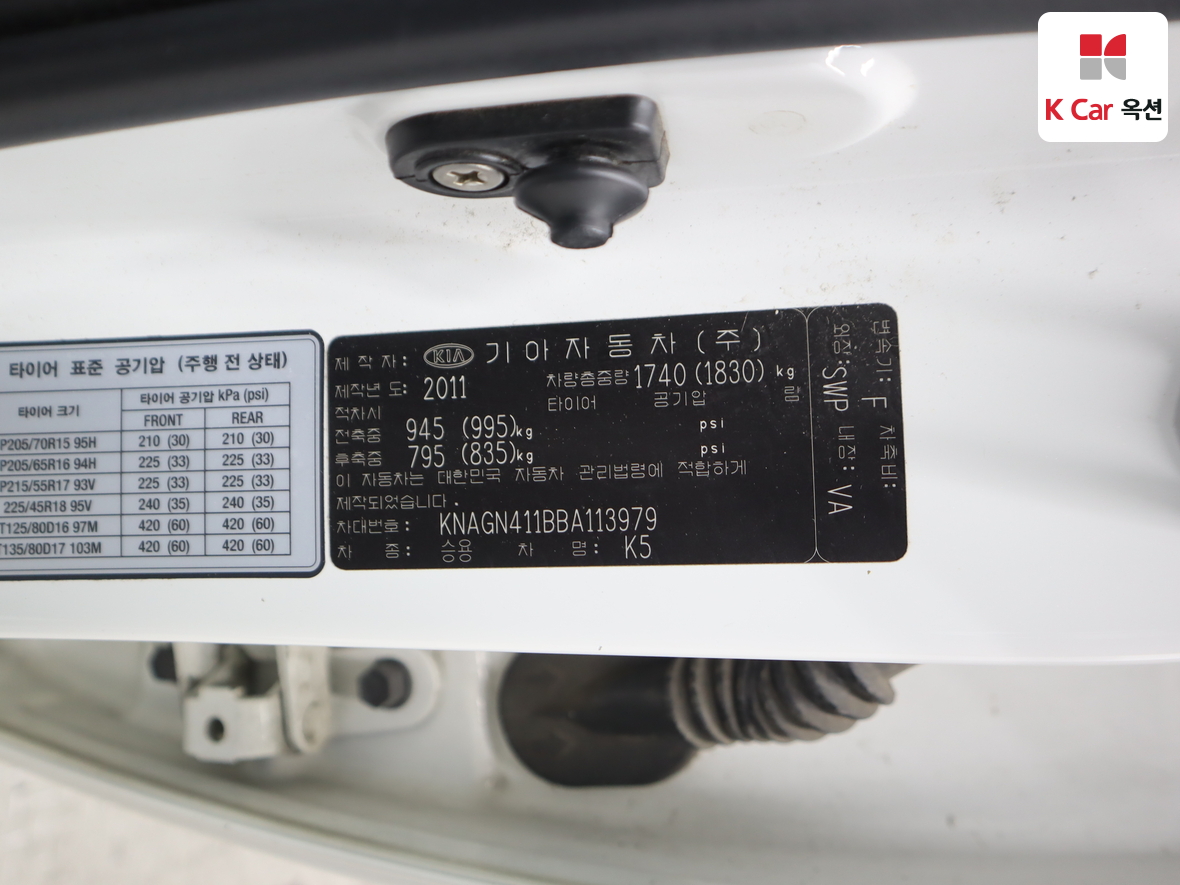 K Car 옥션
타이어 표준 공기압 (주행 전 상태)
타이어 크기 타이어 공기압 kPa (psi)
FRONT REAR
P205/70R15 95H 210 (30) 210 (30)
P205/65R16 94H 225 (33) 225 (33)
P215/55R17 93V 225 (33) 225 (33)
225/45R18 95V 240 (35) 240 (35)
T125/80D16 97M 420 (60) 420 (60)
T135/80D17 103M 420 (60) 420 (60)
제 작 자: KIA 기 아 자 동 차 (주)
제작년 도: 2011 차량총중량 1740 (1830) kg
적차시 타이어 공기압 림
전축중 945 (995)kg psi
후축중 795 (835)kg psi
이 자동차는 대한민국 자동차 관리법령에 적합하게
제작되었습니다.
차대번호: KNAGN411BBA113979
차 종: 승용 차 명: K5
변속기: F 차축비:
외장:SWP 내장: VA